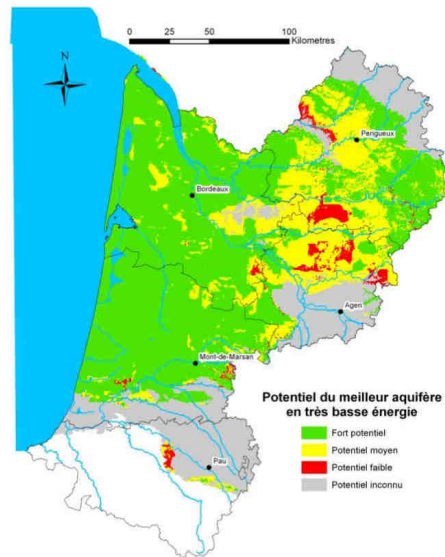 0 50 100
Kilometres
N
Perigueux
Bordeaux
Agen
Mont-de-Marsan
Pau
Potentiel du meilleur aquifère
en très basse énergie
Fort potentiel
Potentiel moyen
Potentiel faible
Potentiel inconnu